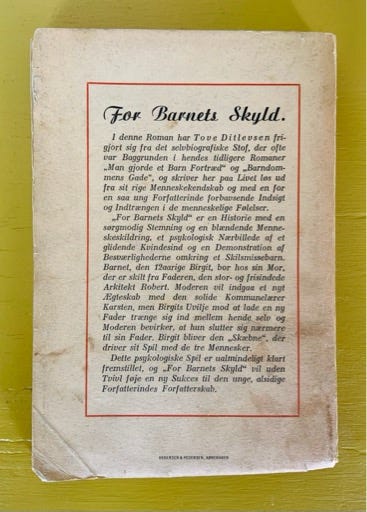 For Barnets Skyld.
I denne Roman har Tove Ditlevsen fri-
gjort sig fra det selvbiografiske Stof, der ofte
var Baggrunden i hendes tidligere Romaner
„Man gjorde et Barn Fortræd" og „Barndom-
mens Gade", og skriver her paa Livet løs ud
fra sit rige Menneskekendskab og med en for
en saa ung Forfatterinde forbavsende Indsigt
og Indtrængen i de menneskelige Følelser.
„For Barnets Skyld" er en Historie med en
sørgmodig Stemning og en blændende Menne-
skeskildring, et psykologisk Nærbillede af et
glidende Kvindesind og en Demonstration af
Besværlighederne omkring et Skilsmissebarn.
Barnet, den 12aarige Birgit, bor hos sin Mor,
der er skilt fra Faderen, den stor- og frisindede
Arkitekt Robert. Moderen vil indgaa et nyt
Ægteskab med den solide Kommunelærer
Karsten, men Birgits Uvilje mod at lade en ny
Fader trænge sig ind mellem hende selv og
Moderen bevirker, at hun slutter sig nærmere
til sin Fader. Birgit bliver den „Skæbne", der
driver sit Spil med de tre Mennesker.
Dette psykologiske Spil er ualmindeligt klart
fremstillet, og „For Barnets Skyld" vil uden
Tvivl føje en ny Sukces til den unge, alsidige
Forfatterindes Forfatterskab.
PEDERSEN & PEDERSEN, KØBENHAVN